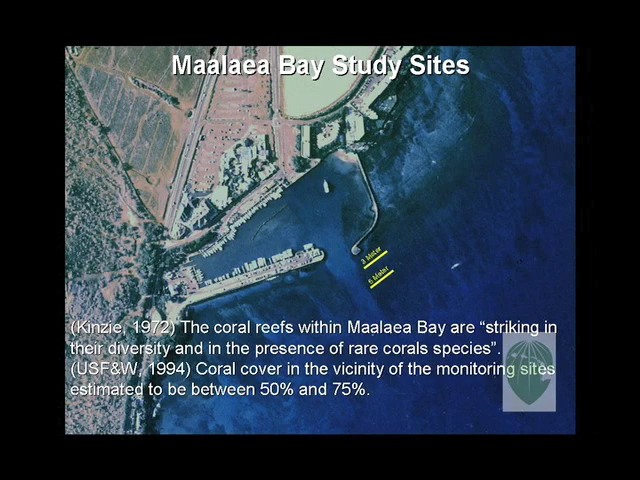 Maalaea Bay Study Sites
3 Meter
6 Meter
(Kinzie, 1972) The coral reefs within Maalaea Bay are “striking in
their diversity and in the presence of rare corals species”.
(USF&W, 1994) Coral cover in the vicinity of the monitoring sites
estimated to be between 50% and 75%.